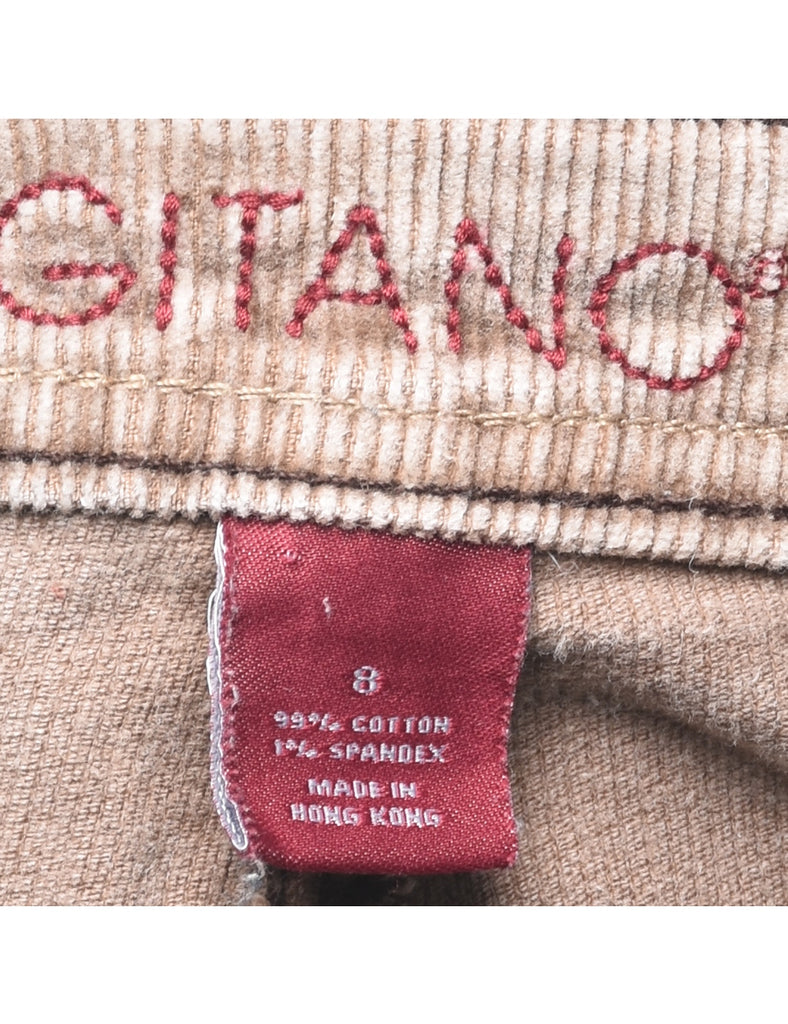 GITANO®
8
99% COTTON
1% SPANDEX
MADE IN
HONG KONG